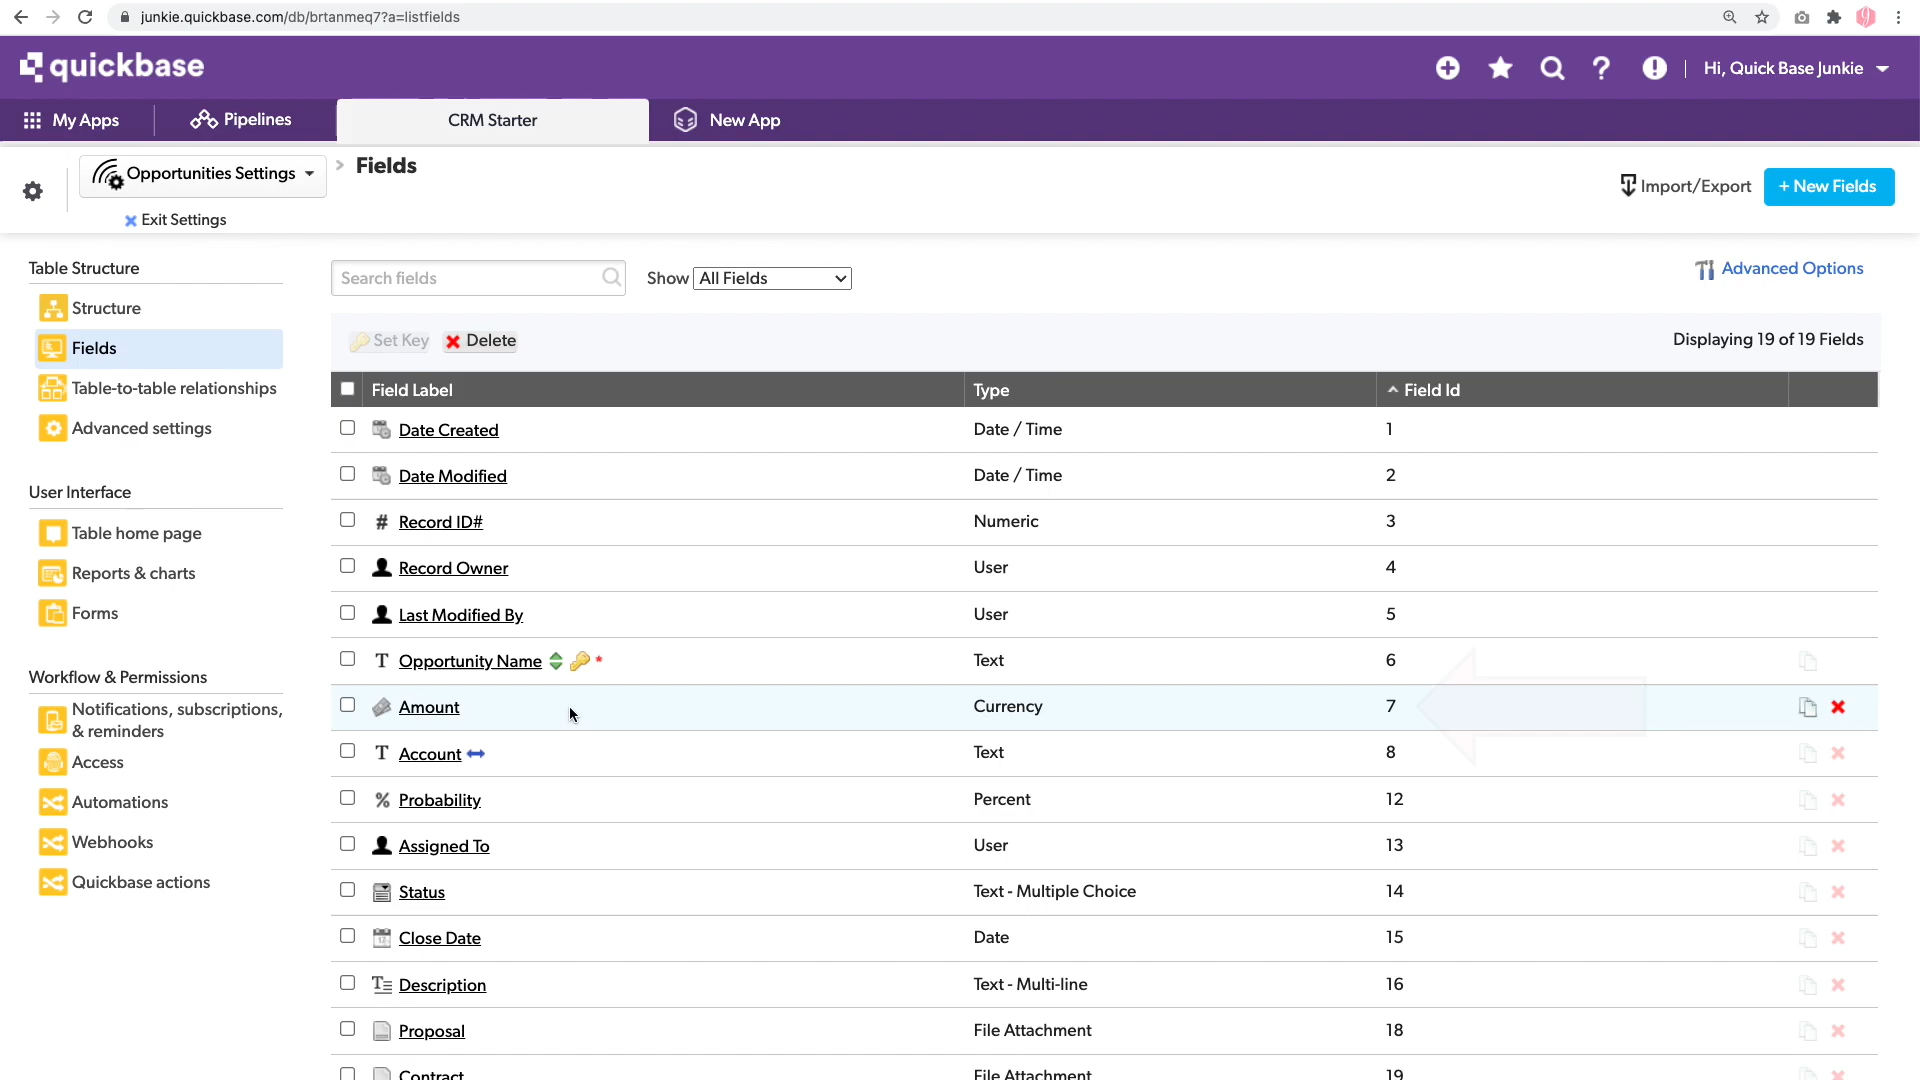 junkie.quickbase.com/db/brtanmeq7?a=listfields
quickbase
Hi, Quick Base Junkie
My Apps
Pipelines
CRM Starter
New App
Opportunities Settings
> Fields
Import/Export
+ New Fields
Exit Settings
Table Structure
Structure
Fields
Table-to-table relationships
Advanced settings
User Interface
Table home page
Reports & charts
Forms
Workflow & Permissions
Notifications, subscriptions,
& reminders
Access
Automations
Webhooks
Quickbase actions
Search fields
Show All Fields
Advanced Options
Set Key
Delete
Displaying 19 of 19 Fields
Field Label Type Field Id
Date Created Date / Time 1
Date Modified Date / Time 2
# Record ID# Numeric 3
Record Owner User 4
Last Modified By User 5
T Opportunity Name * Text 6
Amount Currency 7
T Account Text 8
% Probability Percent 12
Assigned To User 13
Status Text - Multiple Choice 14
Close Date Date 15
Description Text - Multi-line 16
Proposal File Attachment 18
Contract File Attachment 19